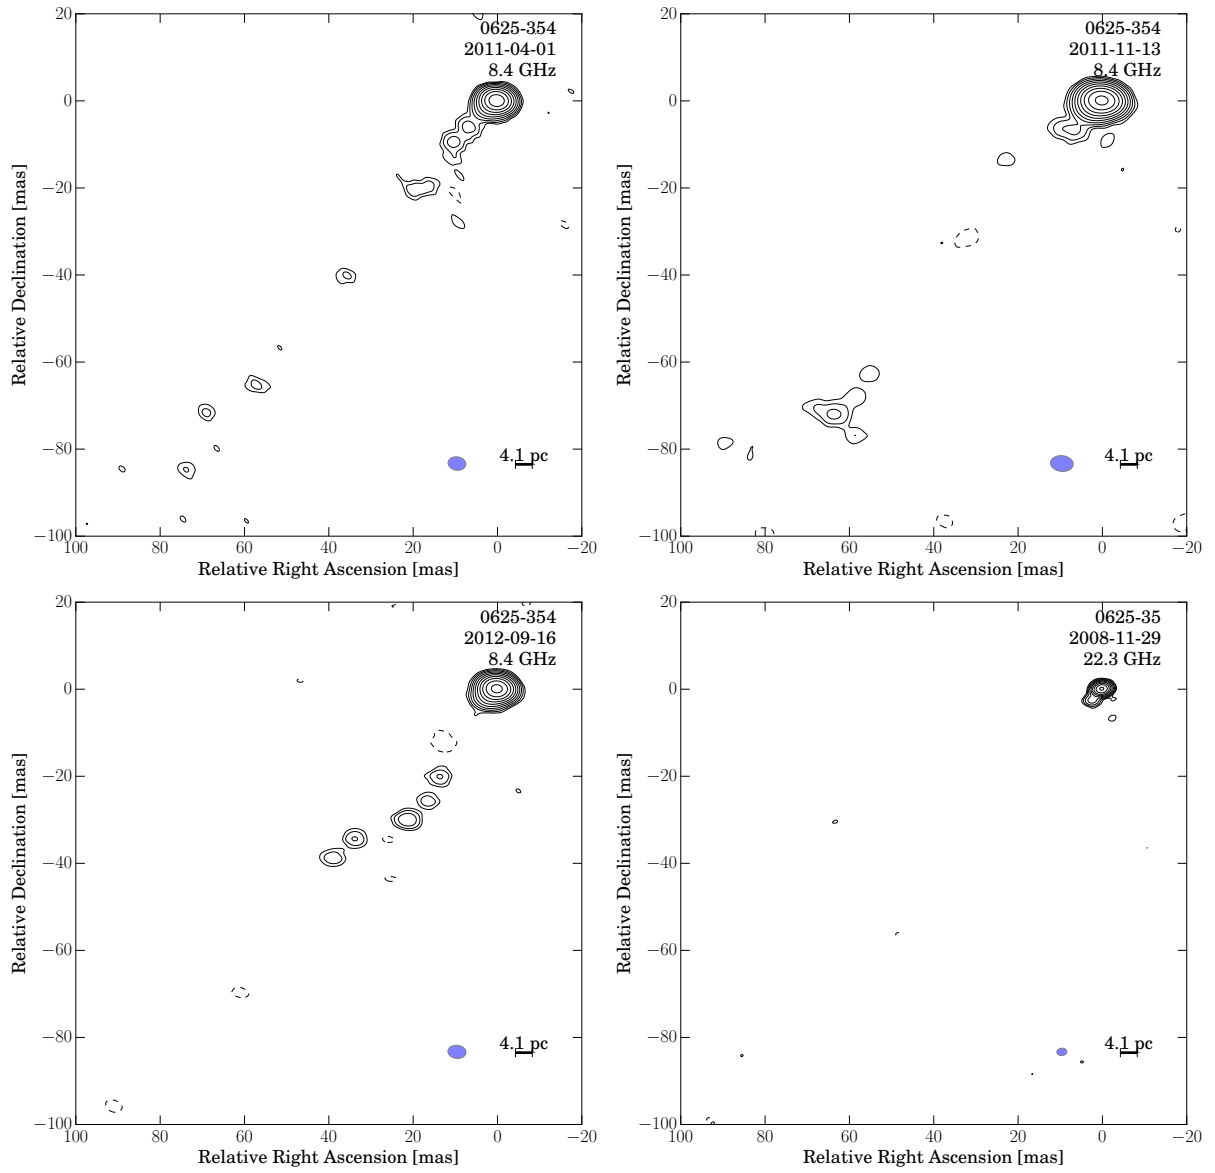 20
0625-354
2011-04-01
8.4 GHz
0
−20
−40
−60
−80
−100
Relative Declination [mas]
4.1 pc
100 80 60 40 20 0 −20
Relative Right Ascension [mas]
20
0625-354
2011-11-13
8.4 GHz
0
−20
−40
−60
−80
−100
Relative Declination [mas]
4.1 pc
100 80 60 40 20 0 −20
Relative Right Ascension [mas]
20
0625-354
2012-09-16
8.4 GHz
0
−20
−40
−60
−80
−100
Relative Declination [mas]
4.1 pc
100 80 60 40 20 0 −20
Relative Right Ascension [mas]
20
0625-35
2008-11-29
22.3 GHz
0
−20
−40
−60
−80
−100
Relative Declination [mas]
4.1 pc
100 80 60 40 20 0 −20
Relative Right Ascension [mas]